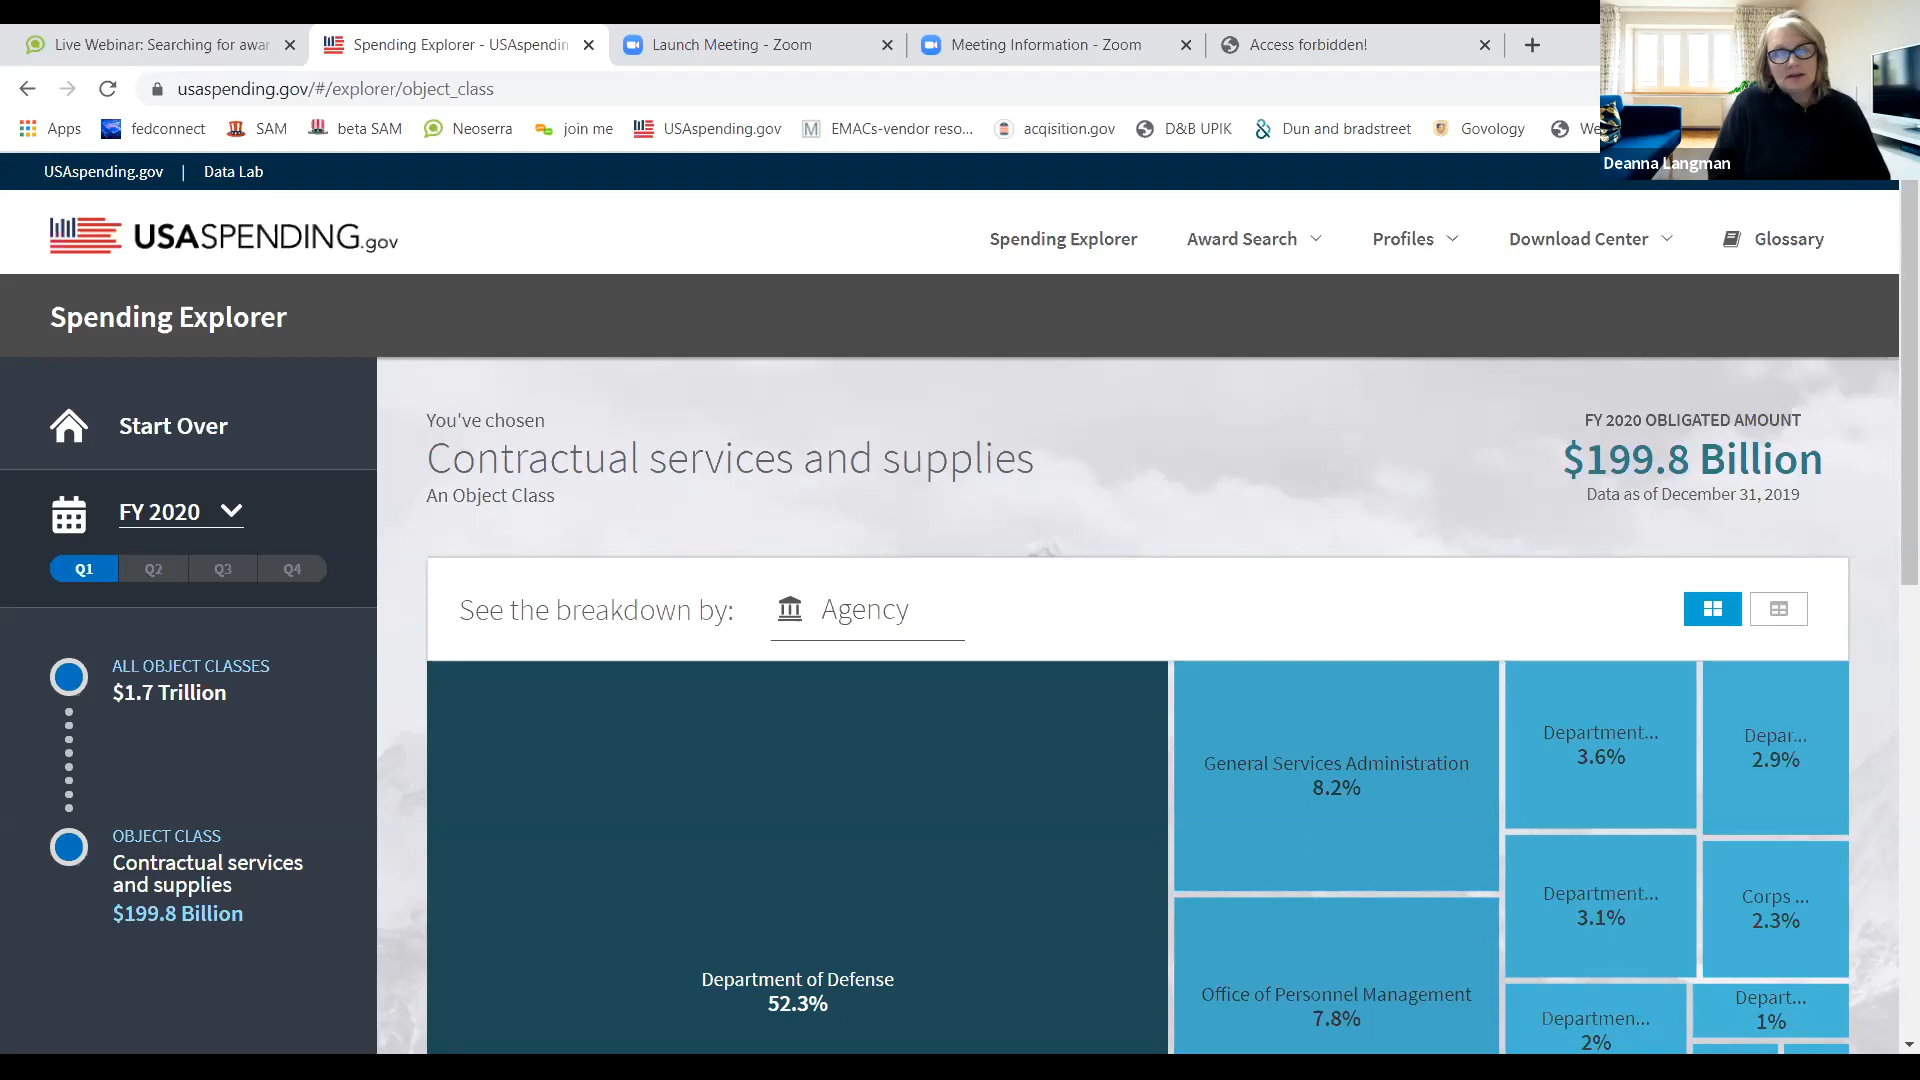 Live Webinar: Searching for awar
Spending Explorer - USAspendin
Launch Meeting - Zoom
Meeting Information - Zoom
Access forbidden!
usaspending.gov/#/explorer/object_class
Apps
fedconnect
SAM
beta SAM
Neoserra
join me
USAspending.gov
EMACs-vendor reso...
acqisition.gov
D&B UPIK
Dun and bradstreet
Govology
We
Deanna Langman
USAspending.gov | Data Lab
USASPENDING.gov
Spending Explorer
Award Search
Profiles
Download Center
Glossary
Spending Explorer
Start Over
FY 2020
Q1 Q2 Q3 Q4
ALL OBJECT CLASSES
$1.7 Trillion
OBJECT CLASS
Contractual services
and supplies
$199.8 Billion
You've chosen
Contractual services and supplies
An Object Class
FY 2020 OBLIGATED AMOUNT
$199.8 Billion
Data as of December 31, 2019
See the breakdown by:
Agency
Department of Defense
52.3%
General Services Administration
8.2%
Office of Personnel Management
7.8%
Department...
3.6%
Depar...
2.9%
Department...
3.1%
Corps ...
2.3%
Departmen...
2%
Depart...
1%